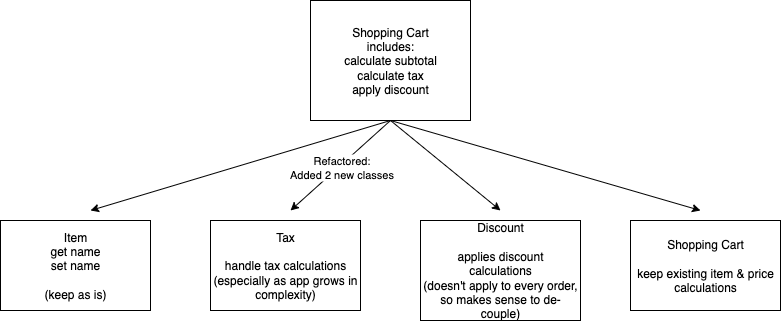 Shopping Cart
includes:
calculate subtotal
calculate tax
apply discount
Refactored:
Added 2 new classes
Item
get name
set name
(keep as is)
Tax
handle tax calculations
(especially as app grows in
complexity)
Discount
applies discount
calculations
(doesn't apply to every order,
so makes sense to de-
couple)
Shopping Cart
keep existing item & price
calculations